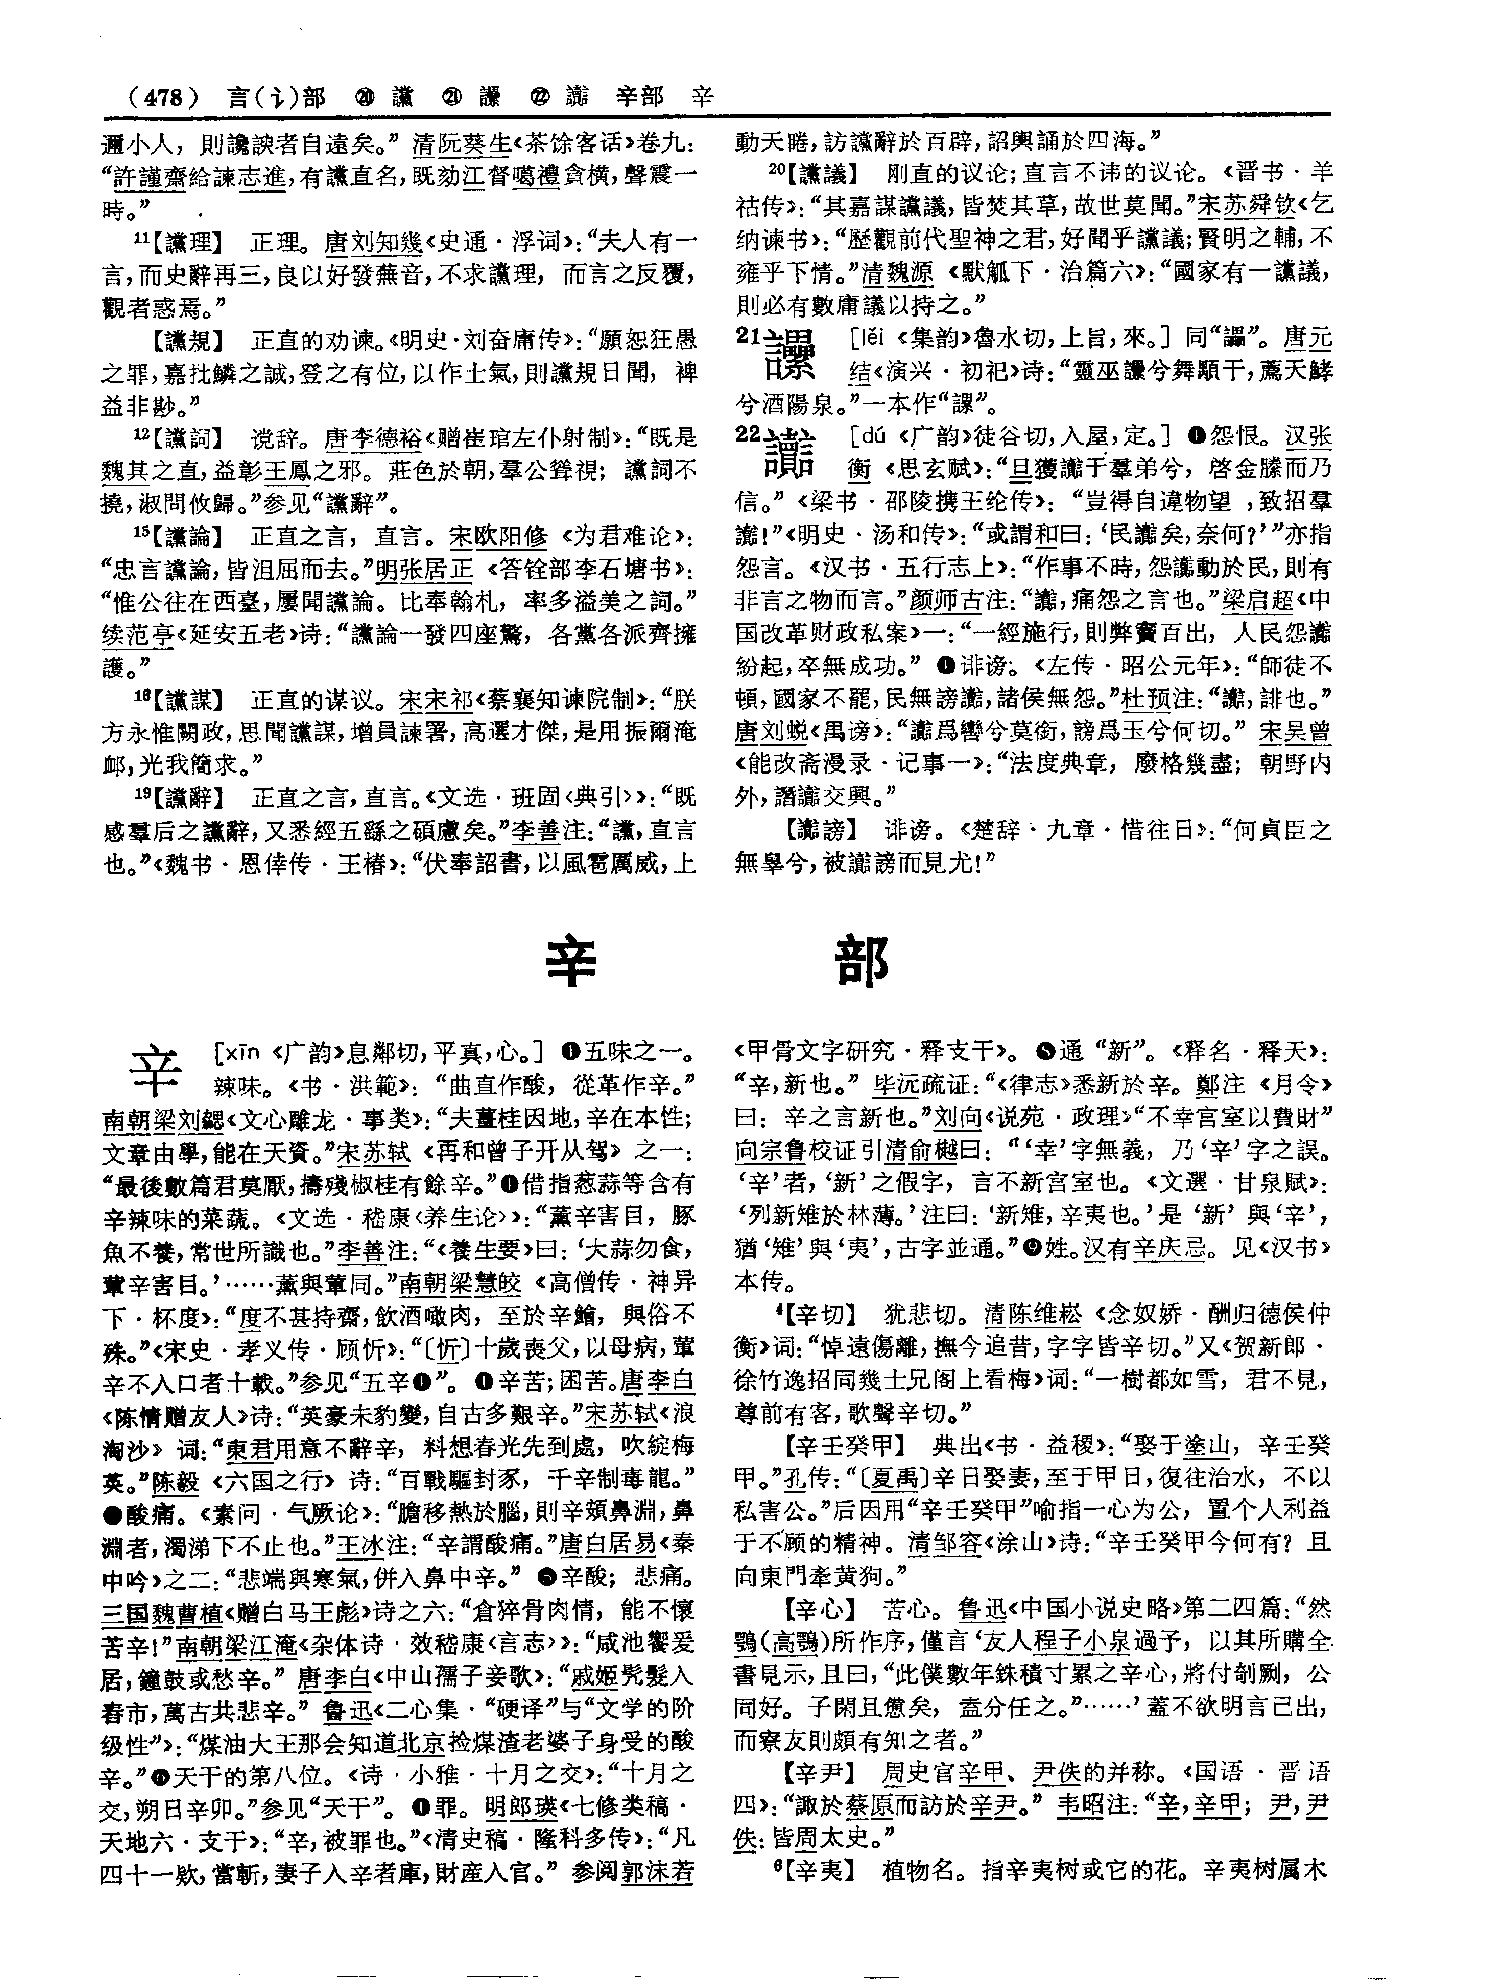 (478) 言(讠)部 ⑳ 讜 ㉑ 讄 ㉒ 讟 辛部 辛
邇小人，則讒諛者自遠矣。”清阮葵生《茶馀客话》卷九：
“許謹齋給諫志進，有讜直名，既劾江督噶禮貪横，聲震一
時。”
11【讜理】 正理。唐刘知幾《史通·浮词》：“夫人有一
言，而史辭再三，良以好發蕪音，不求讜理，而言之反覆，
觀者惑焉。”
【讜規】 正直的劝谏。《明史·刘奋庸传》：“願恕狂愚
之罪，嘉批鱗之誠，登之有位，以作士氣，則讜規日聞，裨
益非尠。”
12【讜詞】 谠辞。唐李德裕《赠崔琯左仆射制》：“既是
魏其之直，益彰王鳳之邪。莊色於朝，羣公聳視；讜詞不
撓，淑問攸歸。”参见“讜辭”。
15【讜論】 正直之言，直言。宋欧阳修《为君难论》：
“忠言讜論，皆沮屈而去。”明张居正《答铨部李石塘书》：
“惟公往在西臺，屢聞讜論。比奉翰札，率多溢美之詞。”
续范亭《延安五老》诗：“讜論一發四座驚，各黨各派齊擁
護。”
16【讜謀】 正直的谋议。宋宋祁《蔡襄知谏院制》：“朕
方永惟闕政，思聞讜謀，增員諫署，高選才傑，是用振爾淹
卹，光我簡求。”
19【讜辭】 正直之言，直言。《文选·班固〈典引〉》：“既
感羣后之讜辭，又悉經五繇之碩慮矣。”李善注：“讜，直言
也。”《魏书·恩倖传·王椿》：“伏奉詔書，以風雹厲威，上
動天睠，訪讜辭於百辟，詔輿誦於四海。”
20【讜議】 刚直的议论；直言不讳的议论。《晋书·羊
祜传》：“其嘉謀讜議，皆焚其草，故世莫聞。”宋苏舜钦《乞
纳谏书》：“歷觀前代聖神之君，好聞乎讜議；賢明之輔，不
雍乎下情。”清魏源《默觚下·治篇六》：“國家有一讜議，
則必有數庸議以持之。”
21讄 [lěi《集韵》魯水切，上旨，來。] 同“讄”。唐元
结《演兴·初祀》诗：“靈巫讄兮舞顒于，薦天觧
兮酒陽泉。”一本作“課”。
22讟 [dú《广韵》徒谷切，入屋，定。] ❶怨恨。汉张
衡《思玄赋》：“旦獲讟于羣弟兮，啓金縢而乃
信。”《梁书·邵陵携王纶传》：“豈得自違物望，致招羣
讟！”《明史·汤和传》：“或謂和曰：‘民讟矣，奈何？’”亦指
怨言。《汉书·五行志上》：“作事不時，怨讟動於民，則有
非言之物而言。”颜师古注：“讟，痛怨之言也。”梁启超《中
国改革财政私案》一：“一經施行，則弊竇百出，人民怨讟
紛起，卒無成功。”❷诽谤。《左传·昭公元年》：“師徒不
頓，國家不罷，民無謗讟，諸侯無怨。”杜预注：“讟，誹也。”
唐刘蜕《禹谤》：“讟爲轡兮莫銜，謗爲玉兮何切。”宋吴曾
《能改斋漫录·记事一》：“法度典章，廢格幾盡；朝野内
外，譖讟交興。”
【讟謗】 诽谤。《楚辞·九章·惜往日》：“何貞臣之
無辠兮，被讟謗而見尤！”
辛部
辛 [xīn《广韵》息鄰切，平真，心。] ❶五味之一。
辣味。《书·洪範》：“曲直作酸，從革作辛。”
南朝梁刘勰《文心雕龙·事类》：“夫薑桂因地，辛在本性；
文章由學，能在天資。”宋苏轼《再和曾子开从驾》之一：
“最後數篇君莫厭，擣殘椒桂有餘辛。”❷借指葱蒜等含有
辛辣味的菜蔬。《文选·嵇康〈养生论〉》：“薰辛害目，豚
魚不養，常世所識也。”李善注：“《養生要》曰：‘大蒜勿食，
葷辛害目。’……薰與葷同。”南朝梁慧皎《高僧传·神异
下·杯度》：“度不甚持齋，飲酒噉肉，至於辛鱠，與俗不
殊。”《宋史·孝义传·顾忻》：“〔忻〕十歲喪父，以母病，葷
辛不入口者十載。”参见“五辛❶”。❸辛苦；困苦。唐李白
《陈情赠友人》诗：“英豪未豹變，自古多艱辛。”宋苏轼《浪
淘沙》词：“東君用意不辭辛，料想春光先到處，吹綻梅
英。”陈毅《六国之行》诗：“百戰驅封豕，千辛制毒龍。”
❹酸痛。《素问·气厥论》：“膽移熱於腦，則辛頞鼻淵，鼻
淵者，濁涕下不止也。”王冰注：“辛謂酸痛。”唐白居易《秦
中吟》之二：“悲端與寒氣，併入鼻中辛。”❺辛酸；悲痛。
三国魏曹植《赠白马王彪》诗之六：“倉猝骨肉情，能不懷
苦辛！”南朝梁江淹《杂体诗·效嵇康〈言志〉》：“咸池饗爰
居，鐘鼓或愁辛。”唐李白《中山孺子妾歌》：“戚姬髡髮入
舂市，萬古共悲辛。”鲁迅《二心集·“硬译”与“文学的阶
级性”》：“煤油大王那会知道北京捡煤渣老婆子身受的酸
辛。”❻天干的第八位。《诗·小雅·十月之交》：“十月之
交，朔日辛卯。”参见“天干”。❼罪。明郎瑛《七修类稿·
天地六·支干》：“辛，被罪也。”《清史稿·隆科多传》：“凡
四十一欵，當斬，妻子入辛者庫，財産入官。”参阅郭沫若
《甲骨文字研究·释支干》。❽通“新”。《释名·释天》：
“辛，新也。”毕沅疏证：“《律志》悉新於辛。鄭注《月令》
曰：辛之言新也。”刘向《说苑·政理》“不幸宫室以費財”
向宗鲁校证引清俞樾曰：“‘幸’字無義，乃‘辛’字之誤。
‘辛’者，‘新’之假字，言不新宫室也。《文選·甘泉賦》：
‘列新雉於林薄。’注曰：‘新雉，辛夷也。’是‘新’與‘辛’，
猶‘雉’與‘夷’，古字並通。”❾姓。汉有辛庆忌。见《汉书》
本传。
4【辛切】 犹悲切。清陈维崧《念奴娇·酬归德侯仲
衡》词：“悼遠傷離，撫今追昔，字字皆辛切。”又《贺新郎·
徐竹逸招同幾士兄阁上看梅》词：“一樹都如雪，君不見，
尊前有客，歌聲辛切。”
【辛壬癸甲】 典出《书·益稷》：“娶于塗山，辛壬癸
甲。”孔传：“〔夏禹〕辛日娶妻，至于甲日，復往治水，不以
私害公。”后因用“辛壬癸甲”喻指一心为公，置个人利益
于不顾的精神。清邹容《涂山》诗：“辛壬癸甲今何有？且
向東門牽黄狗。”
【辛心】 苦心。鲁迅《中国小说史略》第二四篇：“然
鶚（高鶚）所作序，僅言‘友人程子小泉過予，以其所購全
書見示，且曰，“此僕數年銖積寸累之辛心，將付剞劂，公
同好。子閑且憊矣，盍分任之。”……’蓋不欲明言己出，
而寮友則頗有知之者。”
【辛尹】 周史官辛甲、尹佚的并称。《国语·晋语
四》：“諏於蔡原而訪於辛尹。”韦昭注：“辛，辛甲；尹，尹
佚：皆周太史。”
6【辛夷】 植物名。指辛夷树或它的花。辛夷树属木